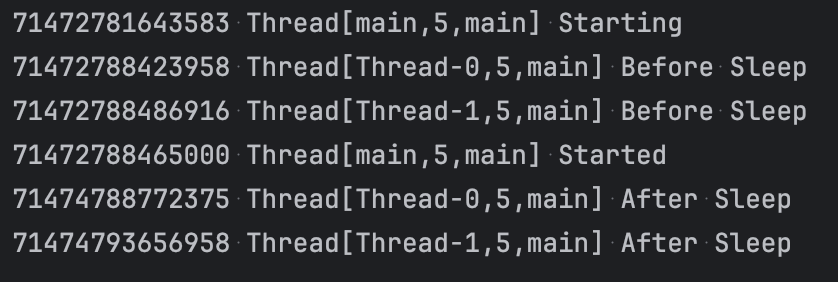 71472781643583 Thread[main,5,main] Starting
71472788423958 Thread[Thread-0,5,main] Before Sleep
71472788486916 Thread[Thread-1,5,main] Before Sleep
71472788465000 Thread[main,5,main] Started
71474788772375 Thread[Thread-0,5,main] After Sleep
71474793656958 Thread[Thread-1,5,main] After Sleep